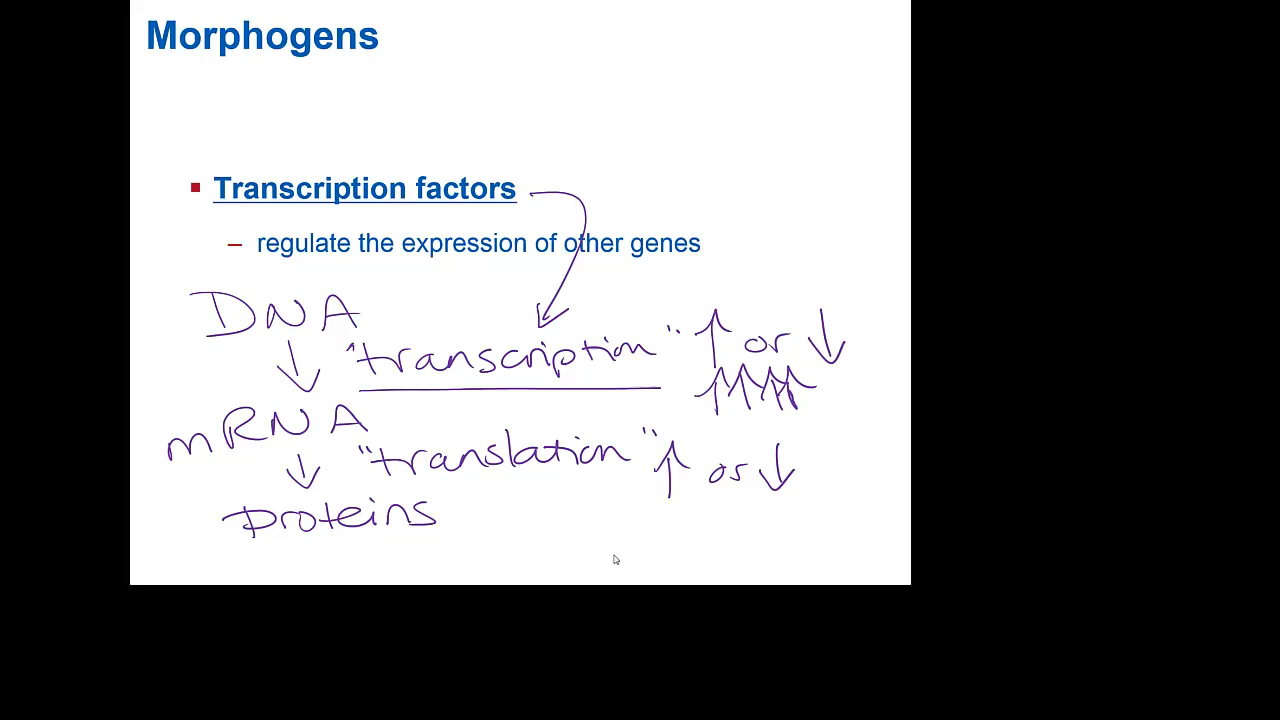 Morphogens
▪ Transcription factors
– regulate the expression of other genes
DNA
↓ "transcription" ↑ or ↓
↑↑↑↑
mRNA
↓ "translation" ↑ or ↓
proteins